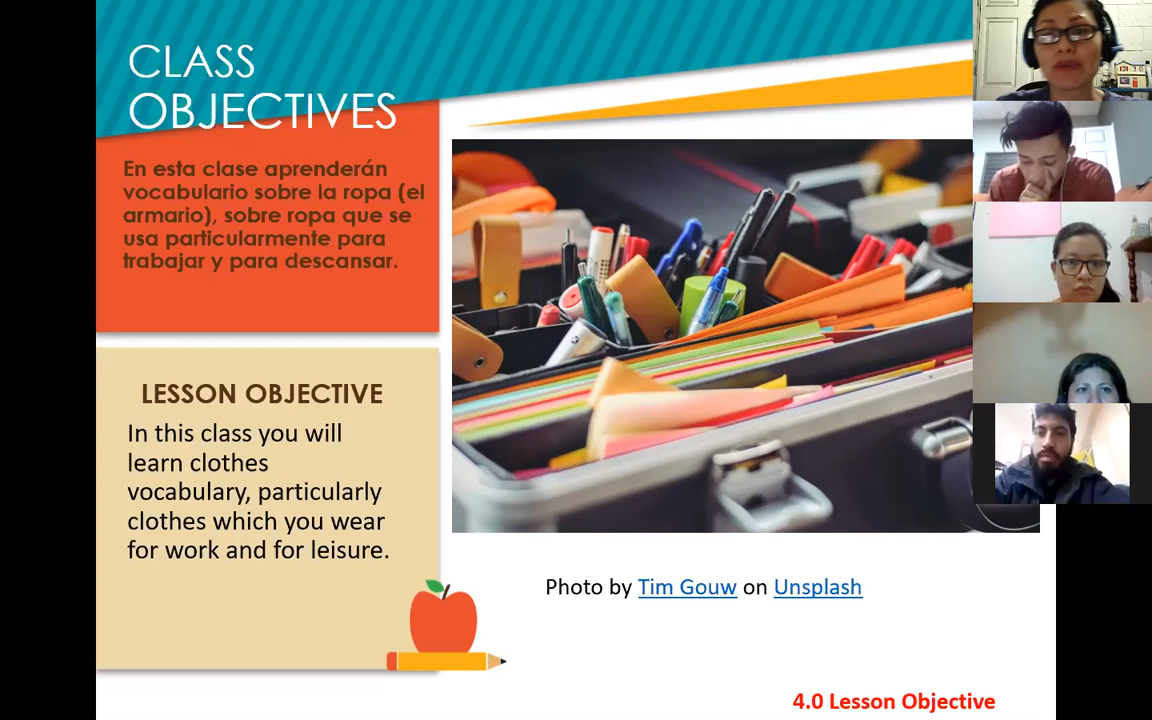 CLASS
OBJECTIVES
En esta clase aprenderán
vocabulario sobre la ropa (el
armario), sobre ropa que se
usa particularmente para
trabajar y para descansar.
LESSON OBJECTIVE
In this class you will
learn clothes
vocabulary, particularly
clothes which you wear
for work and for leisure.
Photo by Tim Gouw on Unsplash
4.0 Lesson Objective